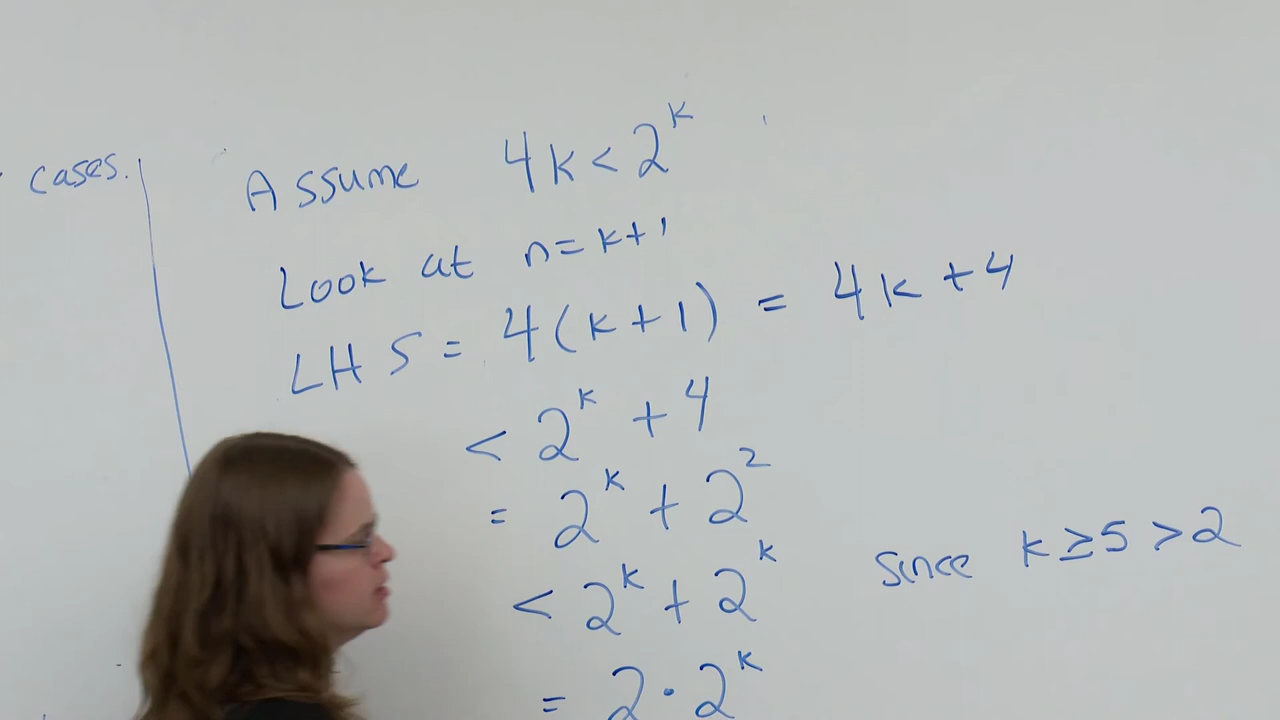 cases.
Assume 4k < 2^k
Look at n = k+1
LHS = 4(k+1) = 4k+4
< 2^k + 4
= 2^k + 2^2
< 2^k + 2^k since k ≥ 5 > 2
= 2 · 2^k